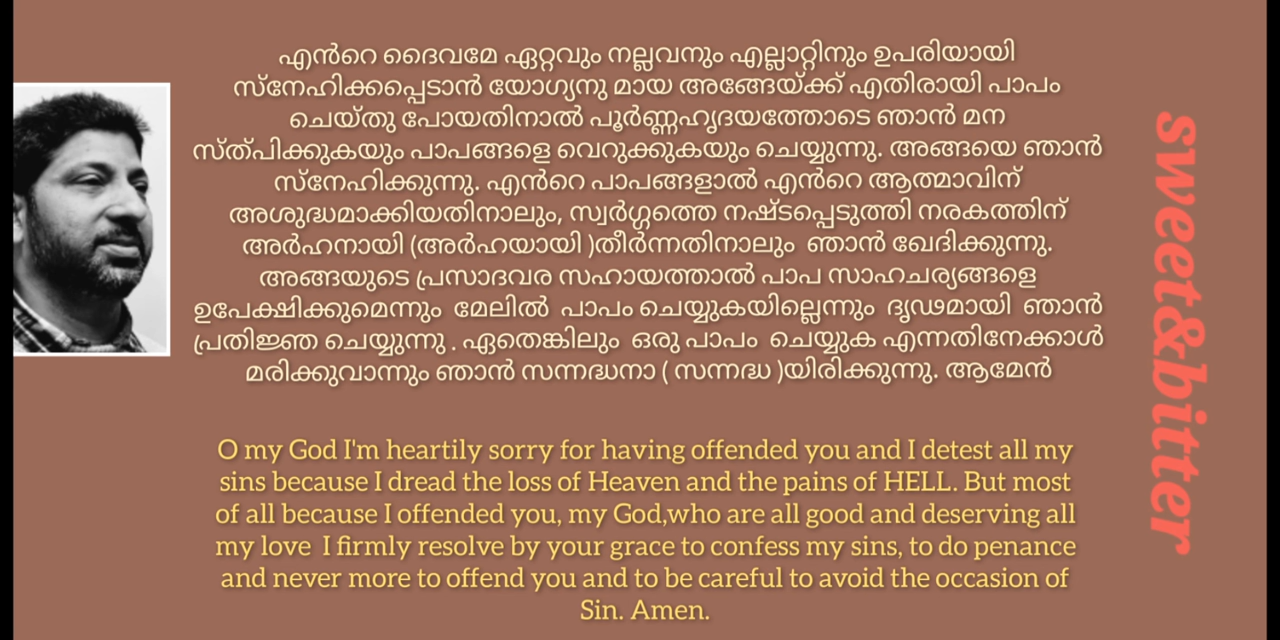 എൻറെ ദൈവമേ ഏറ്റവും നല്ലവനും എല്ലാറ്റിനും ഉപരിയായി
സ്നേഹിക്കപ്പെടാൻ യോഗ്യനു മായ അങ്ങേയ്ക്ക് എതിരായി പാപം
ചെയ്തു പോയതിനാൽ പൂർണ്ണഹൃദയത്തോടെ ഞാൻ മന
സ്ത്പിക്കുകയും പാപങ്ങളെ വെറുക്കുകയും ചെയ്യുന്നു. അങ്ങയെ ഞാൻ
സ്നേഹിക്കുന്നു. എൻറെ പാപങ്ങളാൽ എൻറെ ആത്മാവിന്
അശുദ്ധമാക്കിയതിനാലും, സ്വർഗ്ഗത്തെ നഷ്ടപ്പെടുത്തി നരകത്തിന്
അർഹനായി (അർഹയായി )തീർന്നതിനാലും ഞാൻ ഖേദിക്കുന്നു.
അങ്ങയുടെ പ്രസാദവര സഹായത്താൽ പാപ സാഹചര്യങ്ങളെ
ഉപേക്ഷിക്കുമെന്നും മേലിൽ പാപം ചെയ്യുകയില്ലെന്നും ദൃഢമായി ഞാൻ
പ്രതിജ്ഞ ചെയ്യുന്നു . ഏതെങ്കിലും ഒരു പാപം ചെയ്യുക എന്നതിനേക്കാൾ
മരിക്കുവാന്നും ഞാൻ സന്നദ്ധനാ ( സന്നദ്ധ )യിരിക്കുന്നു. ആമേൻ
O my God I'm heartily sorry for having offended you and I detest all my
sins because I dread the loss of Heaven and the pains of HELL. But most
of all because I offended you, my God,who are all good and deserving all
my love I firmly resolve by your grace to confess my sins, to do penance
and never more to offend you and to be careful to avoid the occasion of
Sin. Amen.
sweet&bitter